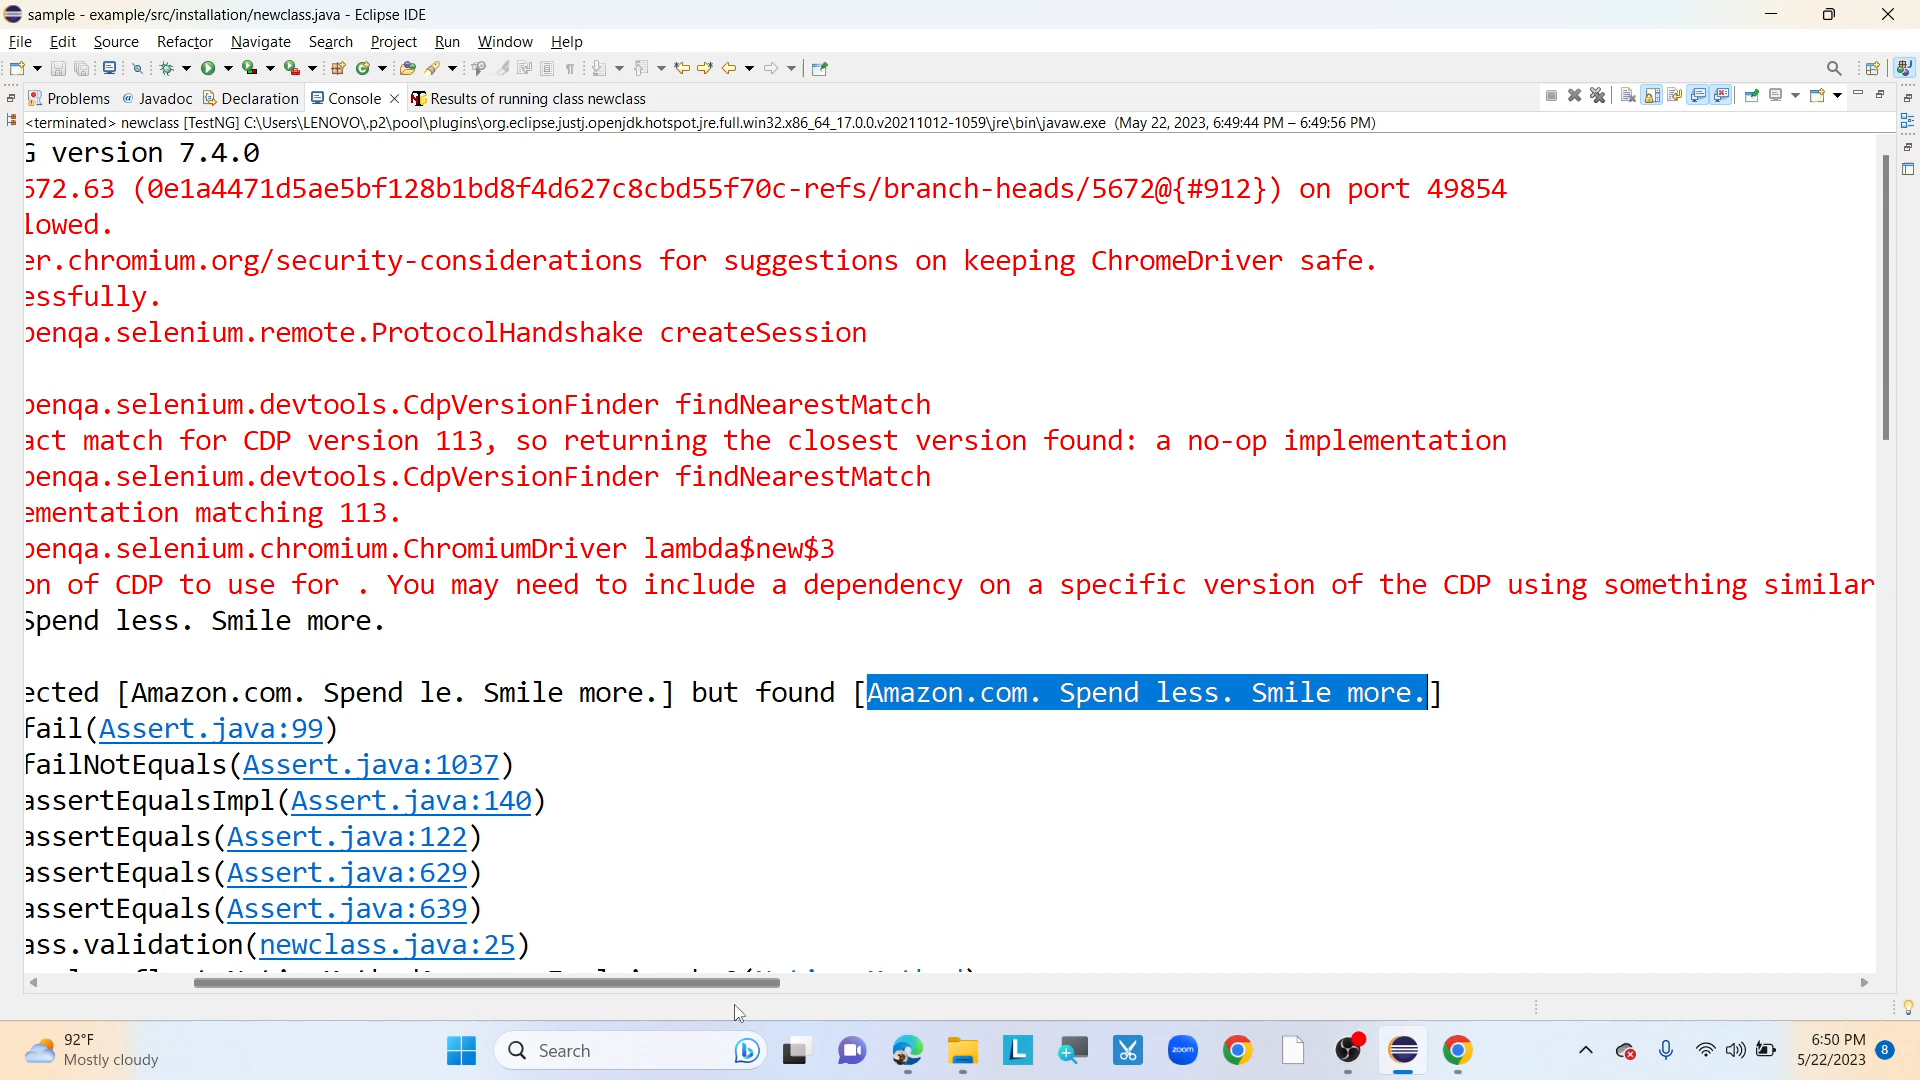 sample - example/src/installation/newclass.java - Eclipse IDE
File Edit Source Refactor Navigate Search Project Run Window Help
Problems @ Javadoc Declaration Console Results of running class newclass
<terminated> newclass [TestNG] C:\Users\LENOVO\.p2\pool\plugins\org.eclipse.justj.openjdk.hotspot.jre.full.win32.x86_64_17.0.0.v20211012-1059\jre\bin\javaw.exe (May 22, 2023, 6:49:44 PM – 6:49:56 PM)
G version 7.4.0
572.63 (0e1a4471d5ae5bf128b1bd8f4d627c8cbd55f70c-refs/branch-heads/5672@{#912}) on port 49854
lowed.
er.chromium.org/security-considerations for suggestions on keeping ChromeDriver safe.
essfully.
penqa.selenium.remote.ProtocolHandshake createSession
penqa.selenium.devtools.CdpVersionFinder findNearestMatch
act match for CDP version 113, so returning the closest version found: a no-op implementation
penqa.selenium.devtools.CdpVersionFinder findNearestMatch
ementation matching 113.
penqa.selenium.chromium.ChromiumDriver lambda$new$3
on of CDP to use for . You may need to include a dependency on a specific version of the CDP using something similar
Spend less. Smile more.
ected [Amazon.com. Spend le. Smile more.] but found [Amazon.com. Spend less. Smile more.]
fail(Assert.java:99)
failNotEquals(Assert.java:1037)
assertEqualsImpl(Assert.java:140)
assertEquals(Assert.java:122)
assertEquals(Assert.java:629)
assertEquals(Assert.java:639)
ass.validation(newclass.java:25)
92°F
Mostly cloudy
Search
zoom
6:50 PM
5/22/2023
8